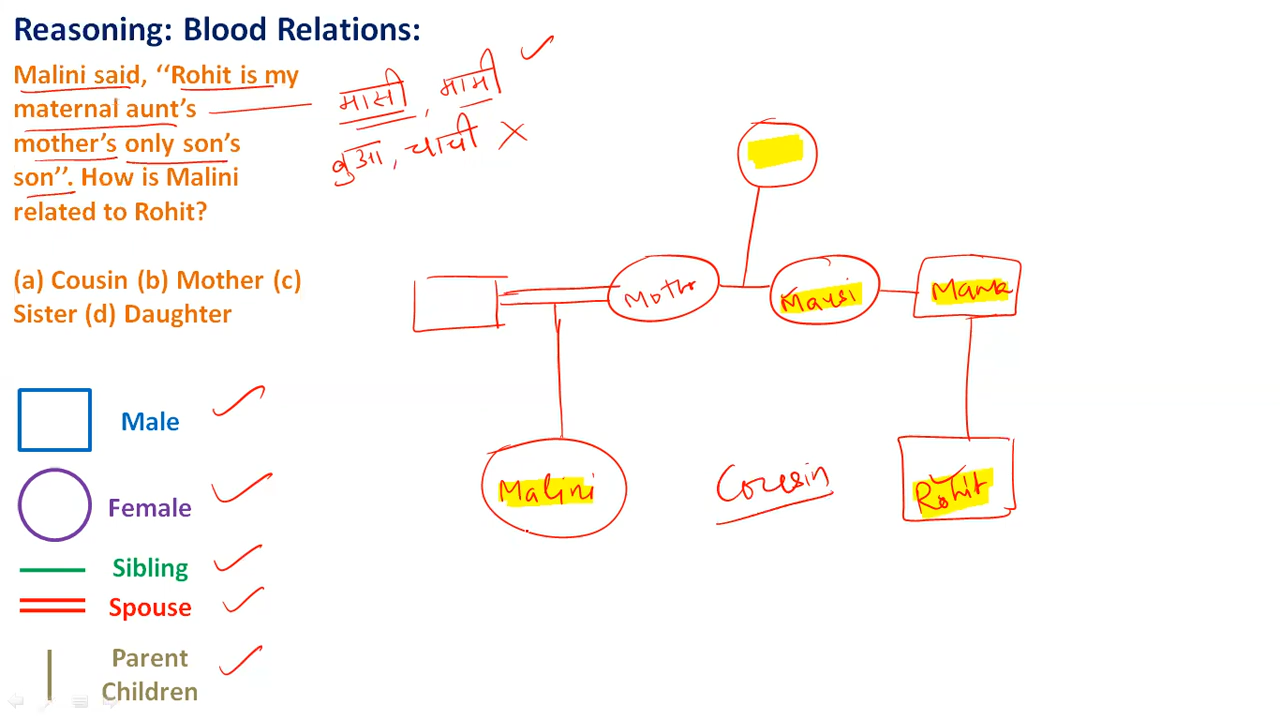 Reasoning: Blood Relations:
Malini said, ‘‘Rohit is my
maternal aunt’s
mother’s only son’s
son’’. How is Malini
related to Rohit?
मासी, मामी
बुआ, चाची
(a) Cousin (b) Mother (c)
Sister (d) Daughter
Mothr
Mausi
Mama
Male
Female
Sibling
Spouse
Parent
Children
Malini
Cousin
Rohit